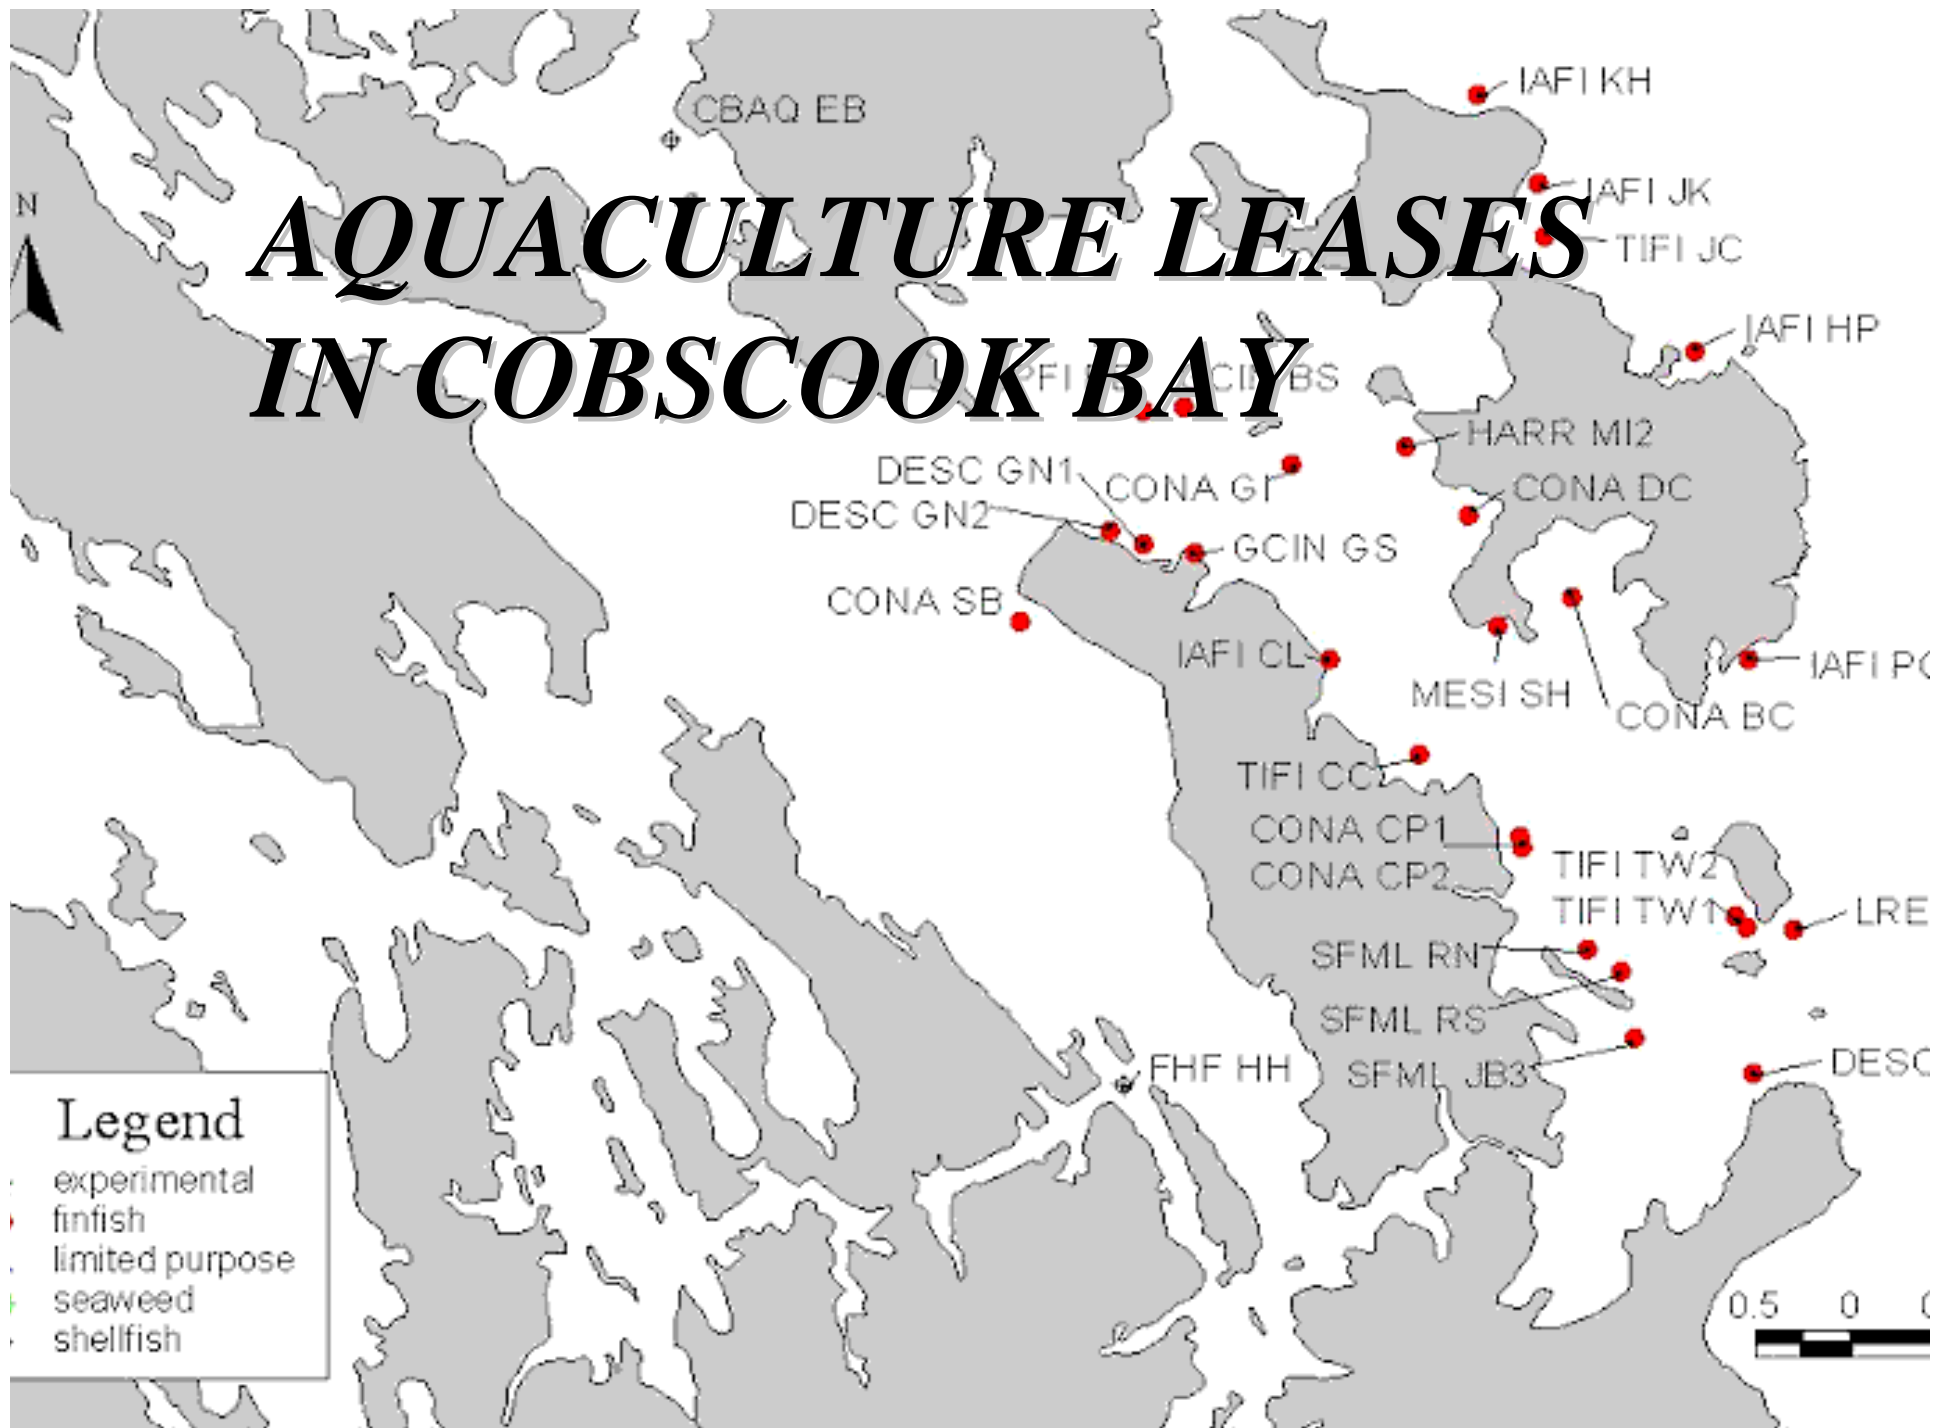 IAFI KH
CBAQ EB
IAFI JK
N
AQUACULTURE LEASES
TIFI JC
IAFI HP
IN COBSCOOK BAY
BS
HARR MI2
DESC GN1
CONA GI
CONA DC
DESC GN2
GCIN GS
CONA SB
IAFI CL
IAFI
MESI SH
CONA BC
TIFI CC
CONA CP1
TIFI TW2
CONA CP2
TIFI TW1
LRE
SFML RN
SFML RS
FHF HH
SFML JB3
DESC
Legend
experimental
finfish
limited purpose
seaweed
shellfish
0.5 0